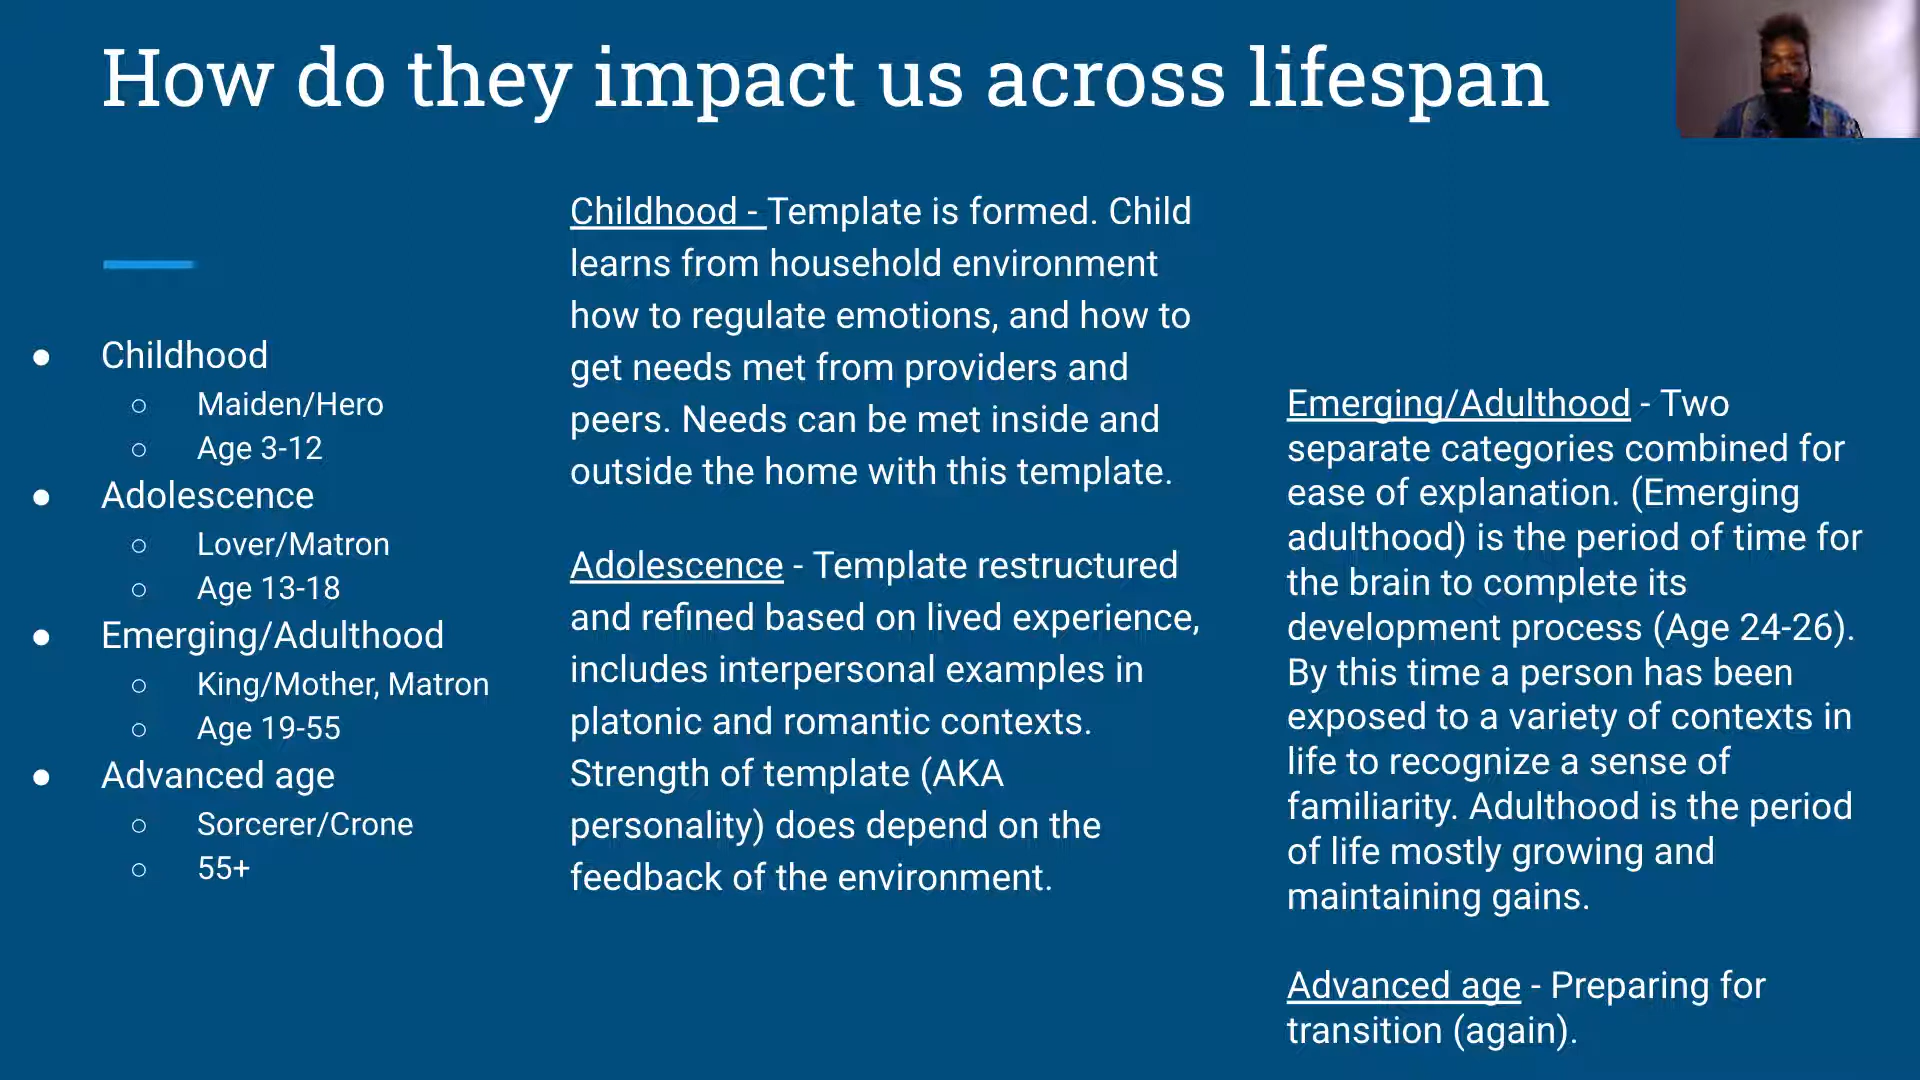 How do they impact us across lifespan
● Childhood
○ Maiden/Hero
○ Age 3-12
● Adolescence
○ Lover/Matron
○ Age 13-18
● Emerging/Adulthood
○ King/Mother, Matron
○ Age 19-55
● Advanced age
○ Sorcerer/Crone
○ 55+
Childhood - Template is formed. Child
learns from household environment
how to regulate emotions, and how to
get needs met from providers and
peers. Needs can be met inside and
outside the home with this template.
Adolescence - Template restructured
and refined based on lived experience,
includes interpersonal examples in
platonic and romantic contexts.
Strength of template (AKA
personality) does depend on the
feedback of the environment.
Emerging/Adulthood - Two
separate categories combined for
ease of explanation. (Emerging
adulthood) is the period of time for
the brain to complete its
development process (Age 24-26).
By this time a person has been
exposed to a variety of contexts in
life to recognize a sense of
familiarity. Adulthood is the period
of life mostly growing and
maintaining gains.
Advanced age - Preparing for
transition (again).